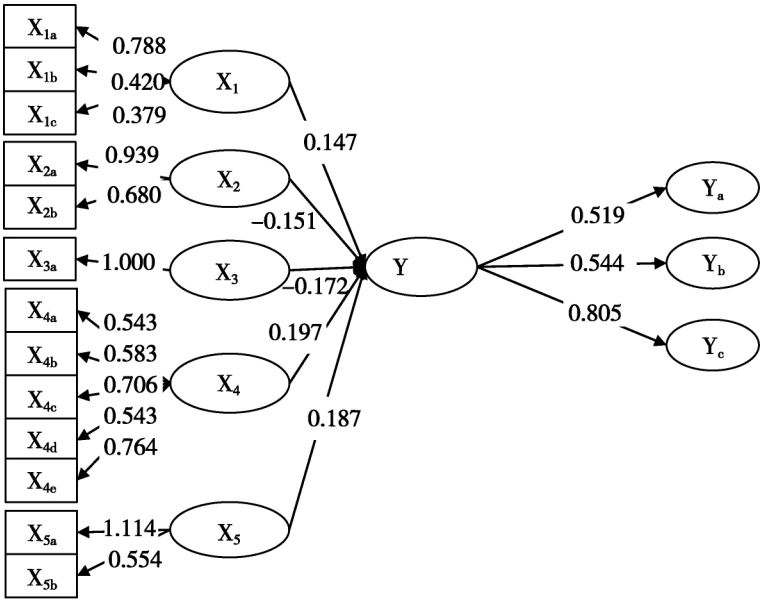 X1a
0.788
X1b
0.420
X1
X1c
0.379
0.147
X2a
0.939
X2
X2b
0.680
−0.151
X3a
1.000
X3
−0.172
Y
0.519
Ya
0.544
Yb
0.805
Yc
X4a
0.543
0.197
X4b
0.583
X4c
0.706
X4
X4d
0.543
0.187
X4e
0.764
X5a
1.114
X5
X5b
0.554